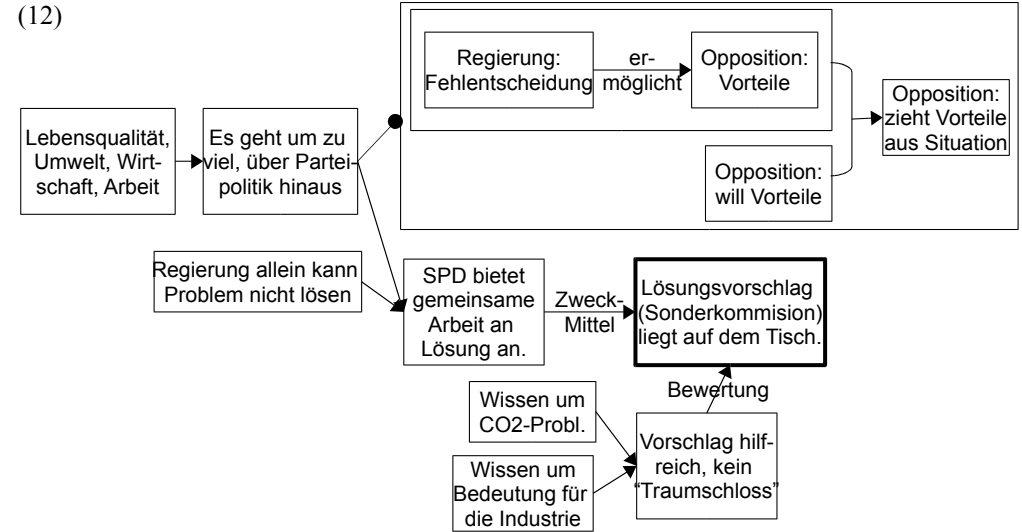 (12)
Regierung:
Fehlentscheidung
er-
möglicht
Opposition:
Vorteile
Opposition:
zieht Vorteile
aus Situation
Opposition:
will Vorteile
Lebensqualität,
Umwelt, Wirt-
schaft, Arbeit
Es geht um zu
viel, über Partei-
politik hinaus
Regierung allein kann
Problem nicht lösen
SPD bietet
gemeinsame
Arbeit an
Lösung an.
Zweck-
Mittel
Lösungsvorschlag
(Sonderkommision)
liegt auf dem Tisch.
Bewertung
Wissen um
CO2-Probl.
Wissen um
Bedeutung für
die Industrie
Vorschlag hilf-
reich, kein
“Traumschloss”